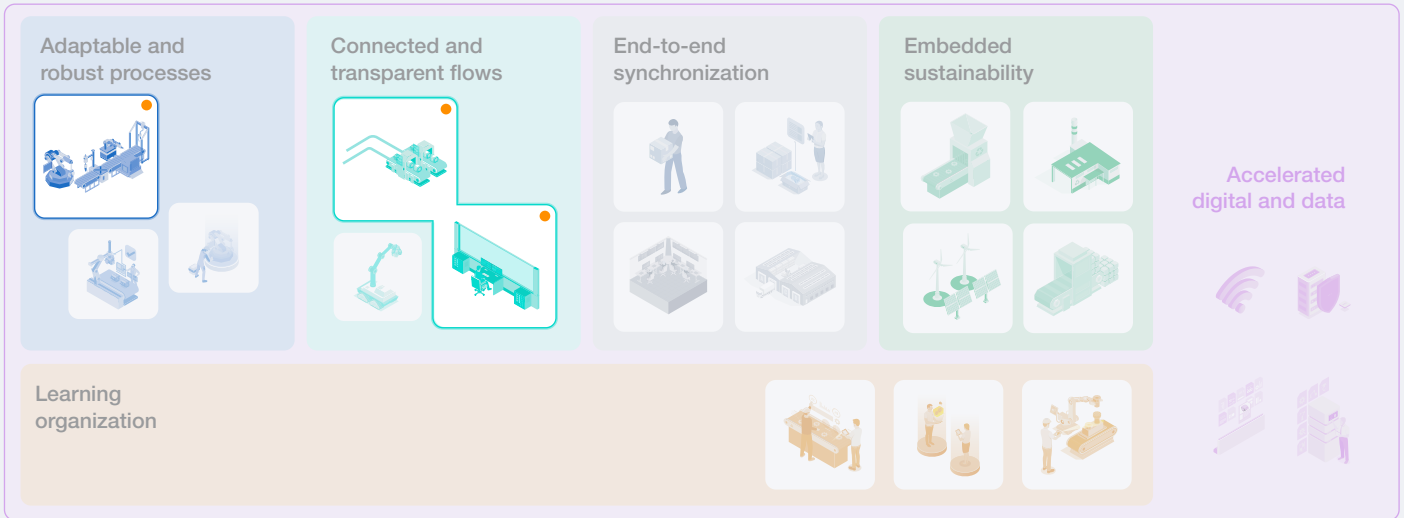 Adaptable and
robust processes
Connected and
transparent flows
End-to-end
synchronization
Embedded
sustainability
Accelerated
digital and data
Learning
organization